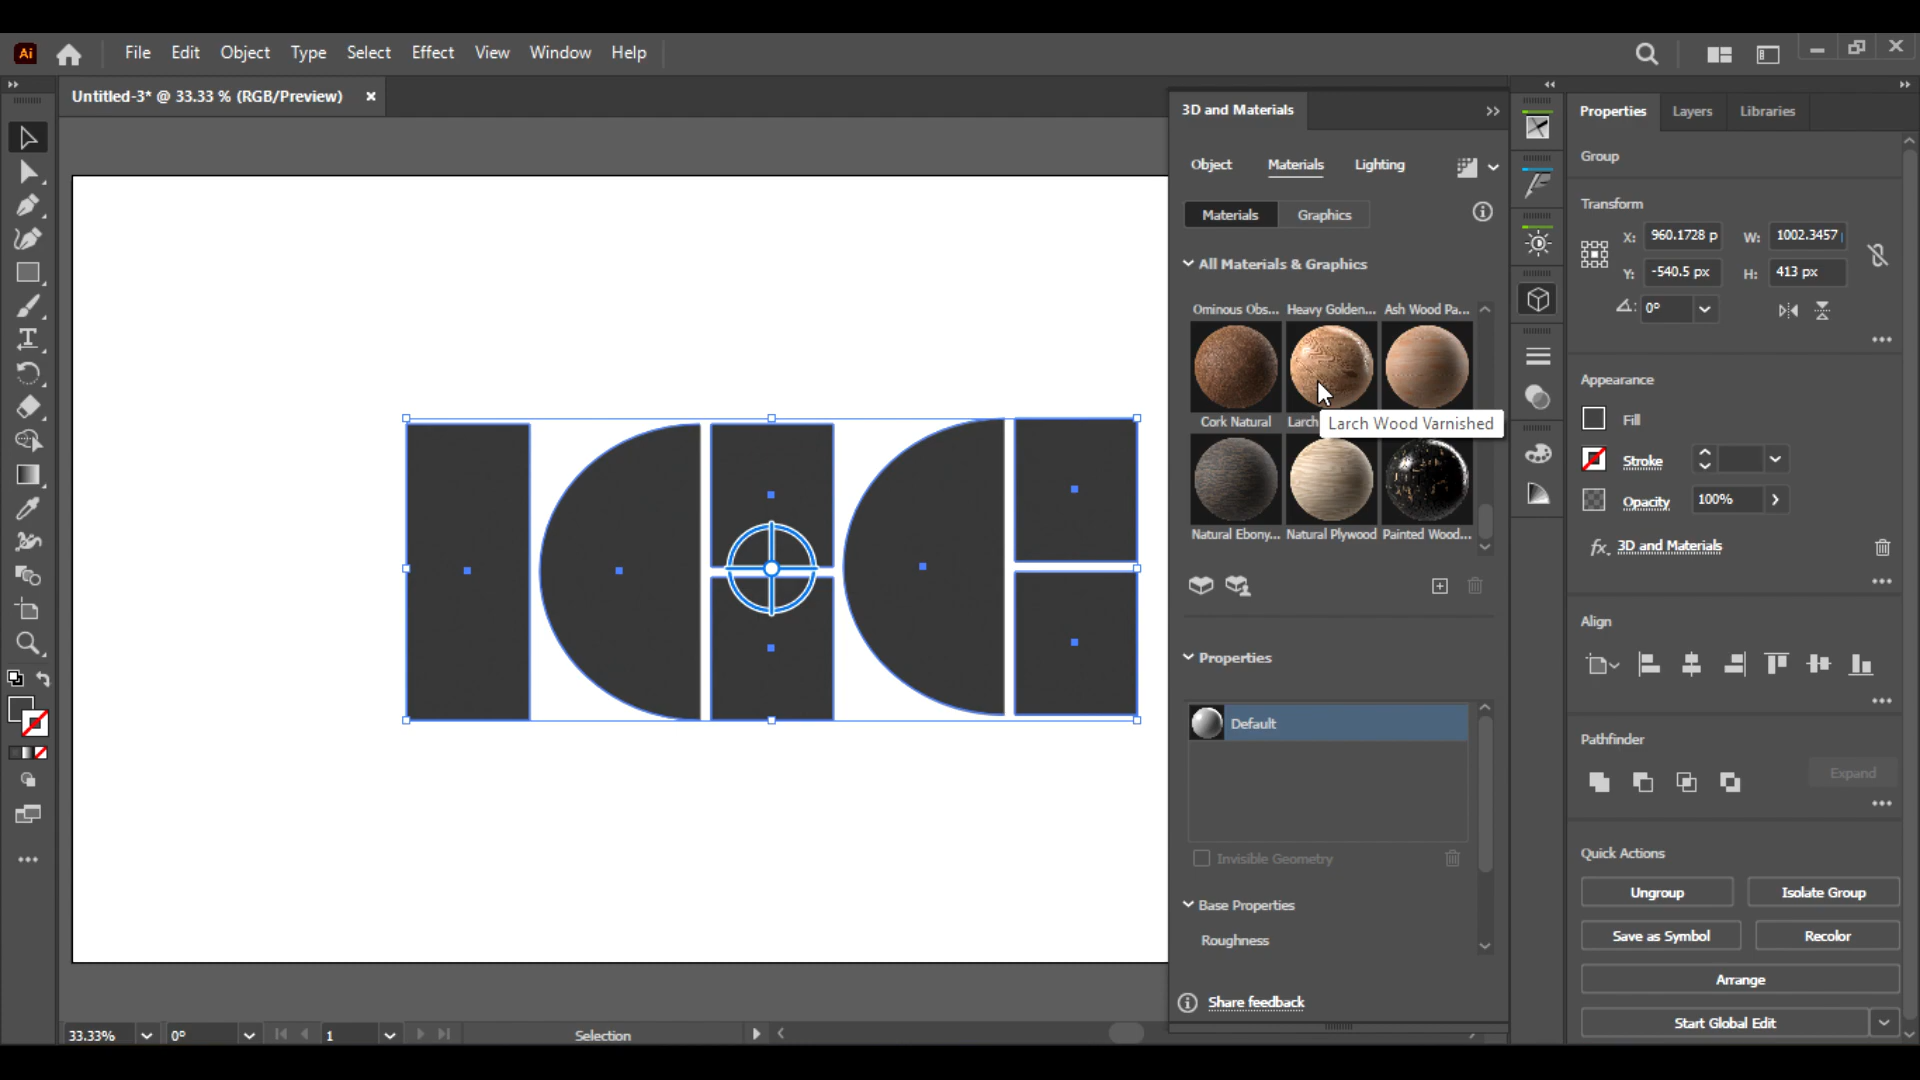 Ai File Edit Object Type Select Effect View Window Help
Untitled-3* @ 33.33 % (RGB/Preview)
3D and Materials
Object Materials Lighting
Materials Graphics
All Materials & Graphics
Ominous Obs... Heavy Golden... Ash Wood Pa...
Cork Natural Larch
Larch Wood Varnished
Natural Ebony... Natural Plywood Painted Wood...
Properties
Default
Invisible Geometry
Base Properties
Roughness
Share feedback
Properties Layers Libraries
Group
Transform
X: 960.1728 p W: 1002.3457
Y: -540.5 px H: 413 px
0°
Appearance
Fill
Stroke
Opacity 100%
fx. 3D and Materials
Align
Pathfinder
Expand
Quick Actions
Ungroup Isolate Group
Save as Symbol Recolor
Arrange
Start Global Edit
33.33% 0° 1 Selection